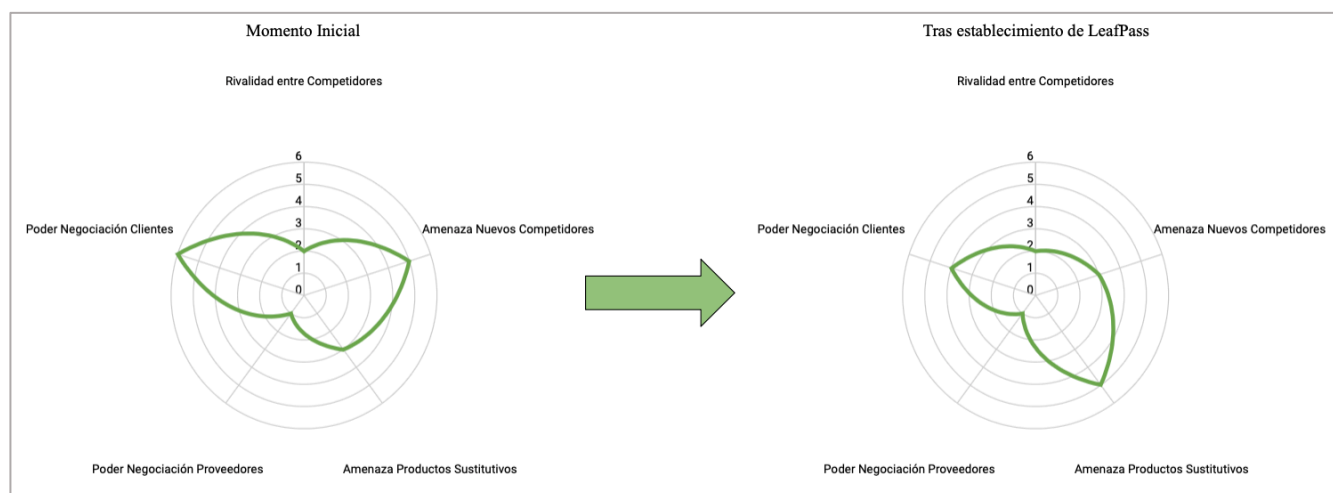 Momento Inicial
Rivalidad entre Competidores
6
5
4
3
2
1
0
Poder Negociación Clientes
Amenaza Nuevos Competidores
Poder Negociación Proveedores
Amenaza Productos Sustitutivos
Tras establecimiento de LeafPass
Rivalidad entre Competidores
6
5
4
3
2
1
0
Poder Negociación Clientes
Amenaza Nuevos Competidores
Poder Negociación Proveedores
Amenaza Productos Sustitutivos